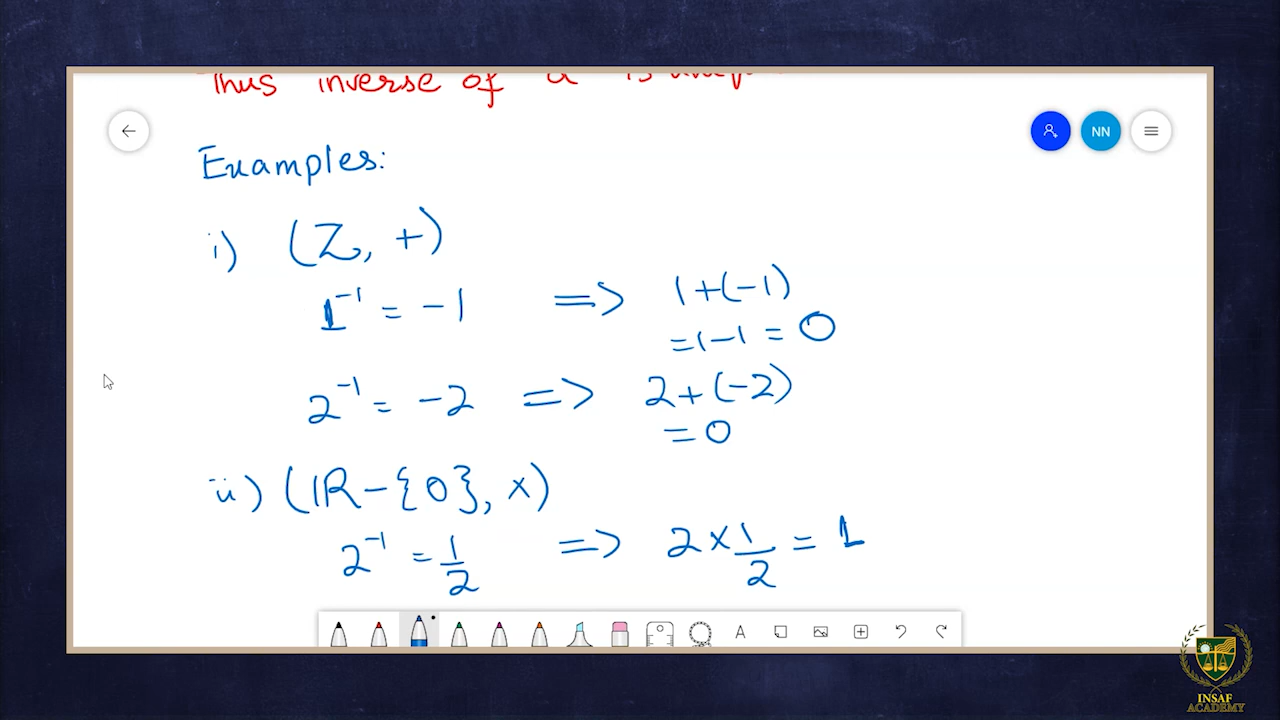 Thus inverse of a is
NN
Examples:
i) (Z, +)
1⁻¹ = -1 => 1+(-1)
=1-1 = 0
2⁻¹ = -2 => 2+(-2)
= 0
ii) (IR-{0}, ×)
2⁻¹ = 1/2 => 2×1/2 = 1
A
INSAF
ACADEMY